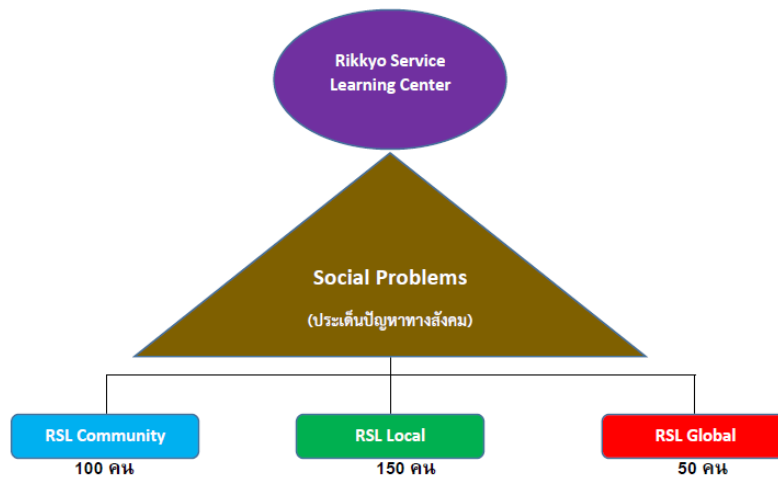 Rikkyo Service
Learning Center
Social Problems
(ประเด็นปัญหาทางสังคม)
RSL Community
RSL Local
RSL Global
100 คน
150 คน
50 คน